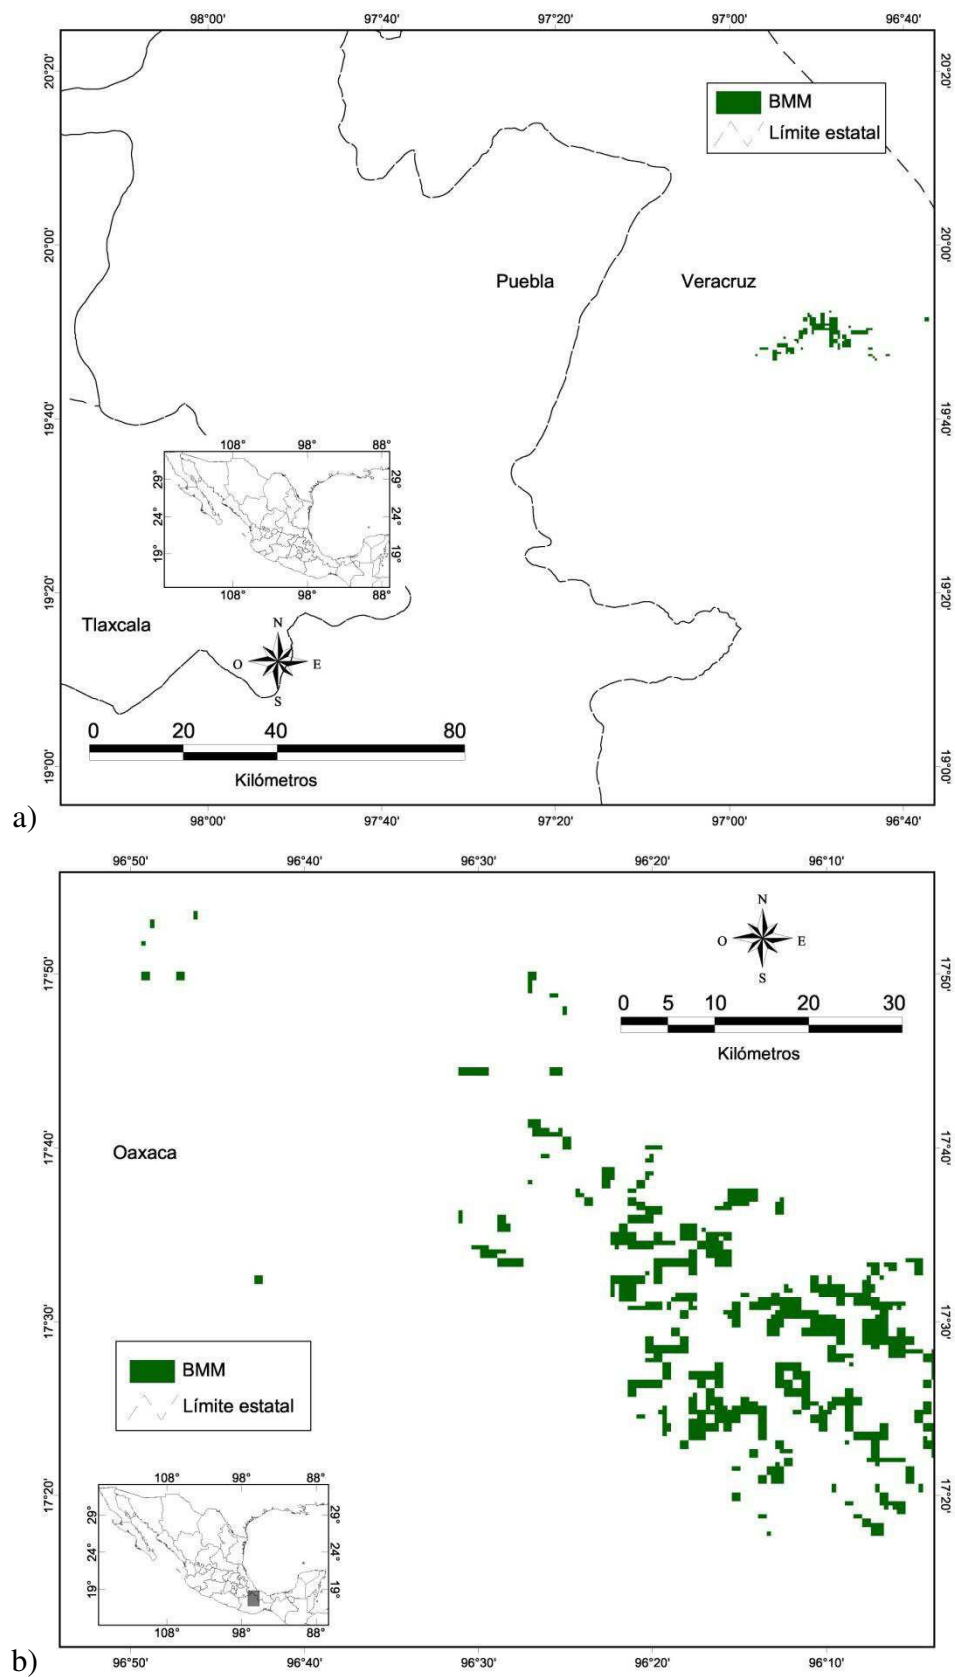 98°00' 97°40' 97°20' 97°00' 96°40'
20°20' 20°20'
BMM
Límite estatal
20°00' 20°00'
Puebla Veracruz
19°40' 19°40'
108° 98° 88°
29° 29°
24° 24°
19° 19°
108° 98° 88°
19°20' 19°20'
Tlaxcala
N
O E
S
0 20 40 80
Kilómetros
19°00' 19°00'
a)
98°00' 97°40' 97°20' 97°00' 96°40'
96°50' 96°40' 96°30' 96°20' 96°10'
N
O E
S
17°50' 17°50'
0 5 10 20 30
Kilómetros
17°40' 17°40'
Oaxaca
17°30' 17°30'
BMM
Límite estatal
17°20' 17°20'
108° 98° 88°
29° 29°
24° 24°
19° 19°
108° 98° 88°
b)
96°50' 96°40' 96°30' 96°20' 96°10'